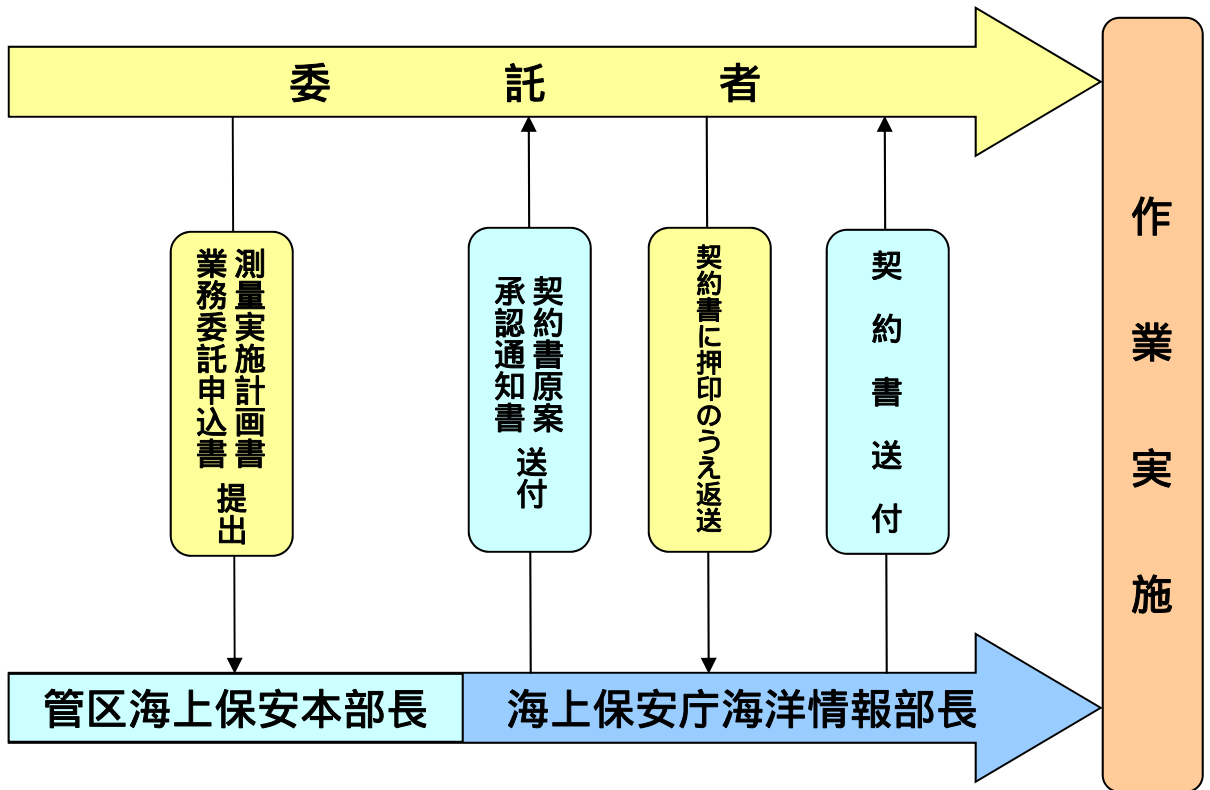 委託者
測量実施計画書
業務委託申込書
提出
契約書原案
承認通知書
送付
契約書に押印のうえ返送
契約書送付
管区海上保安本部長
海上保安庁海洋情報部長
作業実施